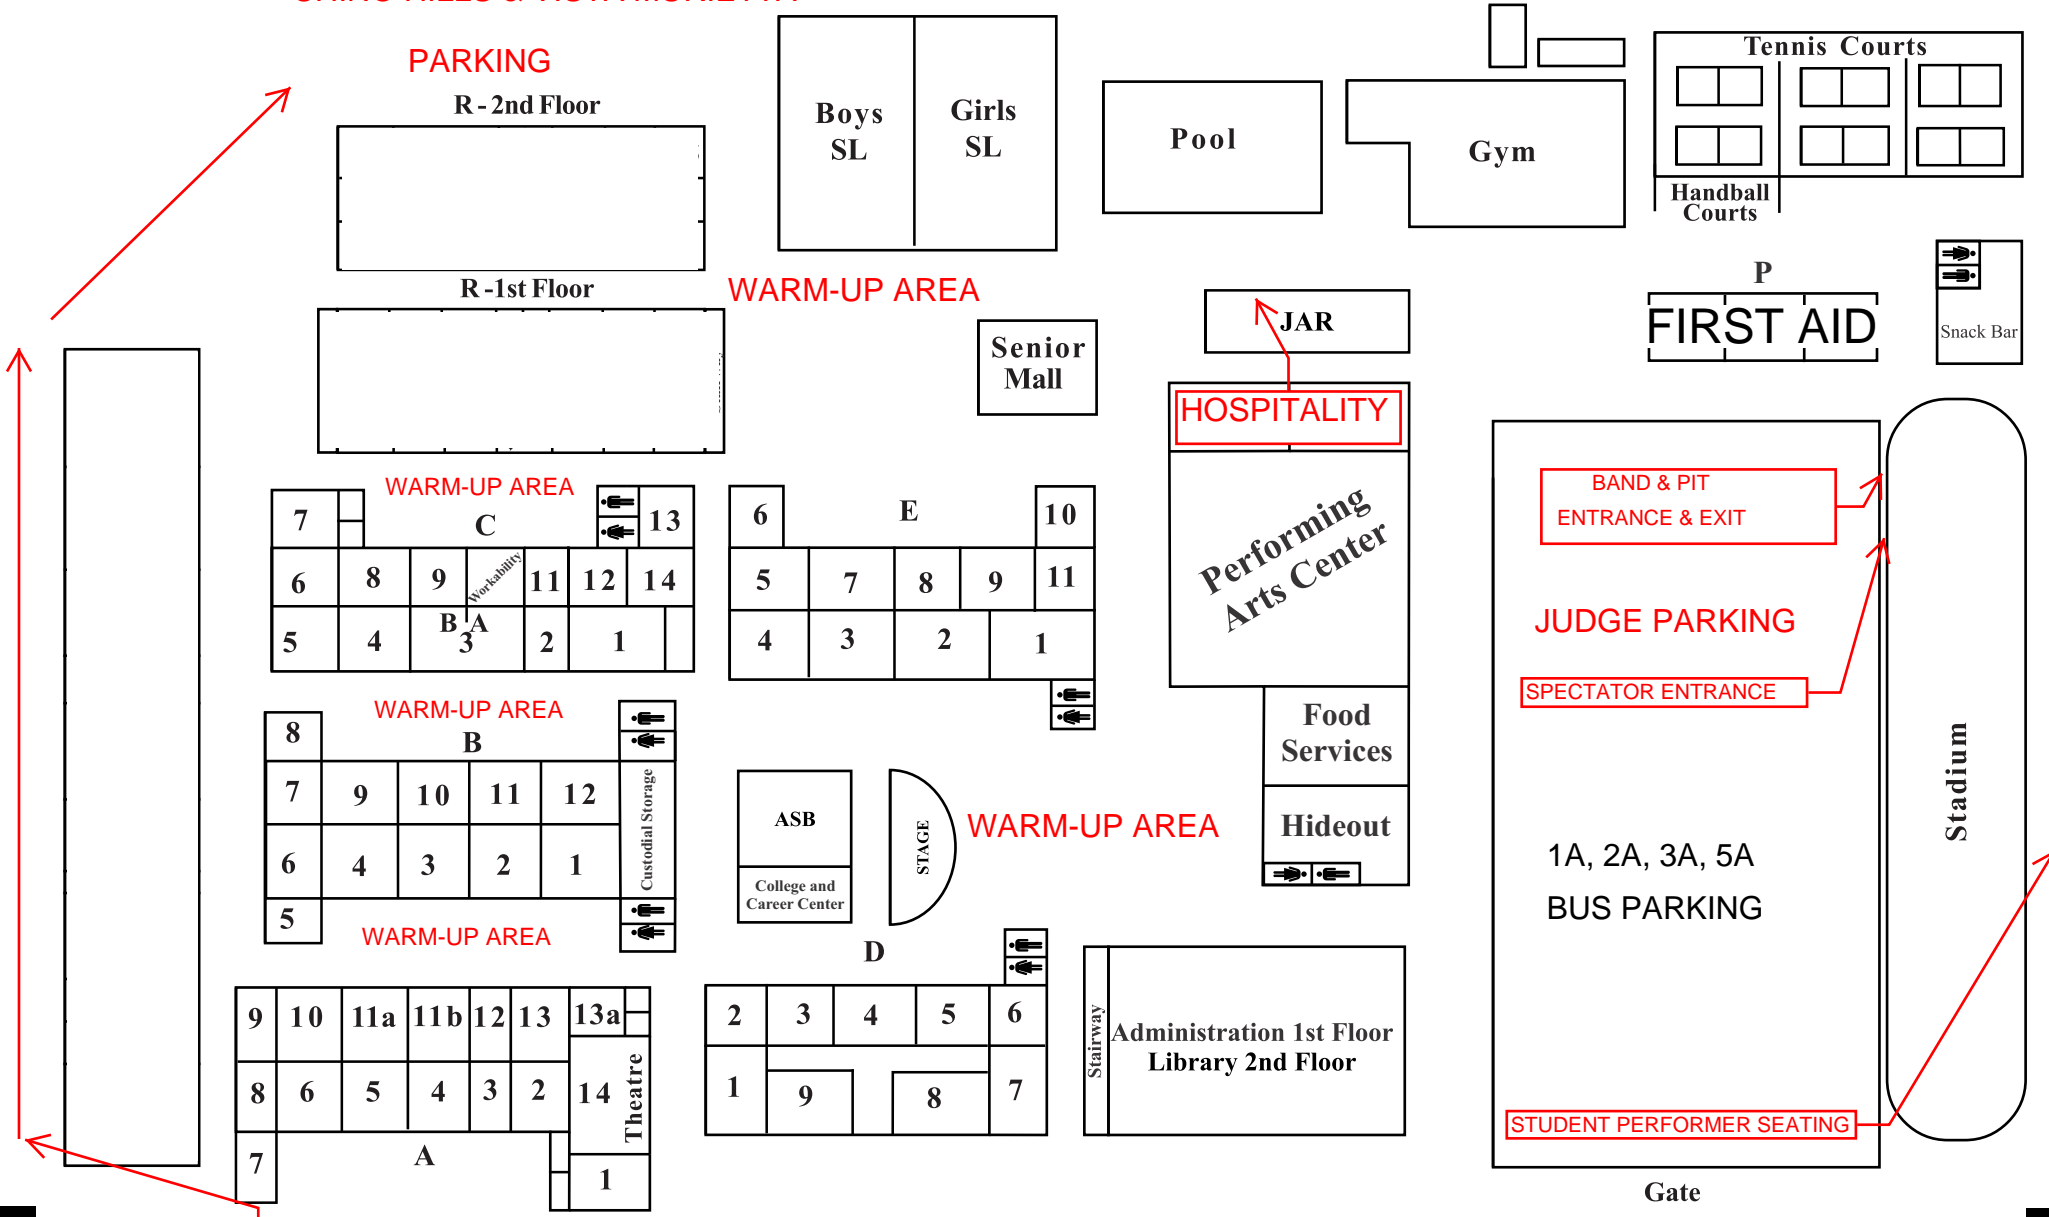 PARKING
R - 2nd Floor
Boys
SL
Girls
SL
Pool
Gym
Tennis Courts
Handball
Courts
R -1st Floor
WARM-UP AREA
Senior
Mall
JAR
HOSPITALITY
P
FIRST AID
Snack Bar
WARM-UP AREA
C
7
13
6
8
9
Workability
11
12
14
B A
5
4
3
2
1
E
6
10
5
7
8
9
11
4
3
2
1
Performing
Arts Center
BAND & PIT
ENTRANCE & EXIT
JUDGE PARKING
SPECTATOR ENTRANCE
Stadium
WARM-UP AREA
B
8
7
9
10
11
12
Custodial Storage
6
4
3
2
1
5
WARM-UP AREA
ASB
College and
Career Center
STAGE
WARM-UP AREA
Food
Services
Hideout
1A, 2A, 3A, 5A
BUS PARKING
9
10
11a
11b
12
13
13a
8
6
5
4
3
2
14
Theatre
7
A
1
D
2
3
4
5
6
1
9
8
7
Stairway
Administration 1st Floor
Library 2nd Floor
STUDENT PERFORMER SEATING
Gate